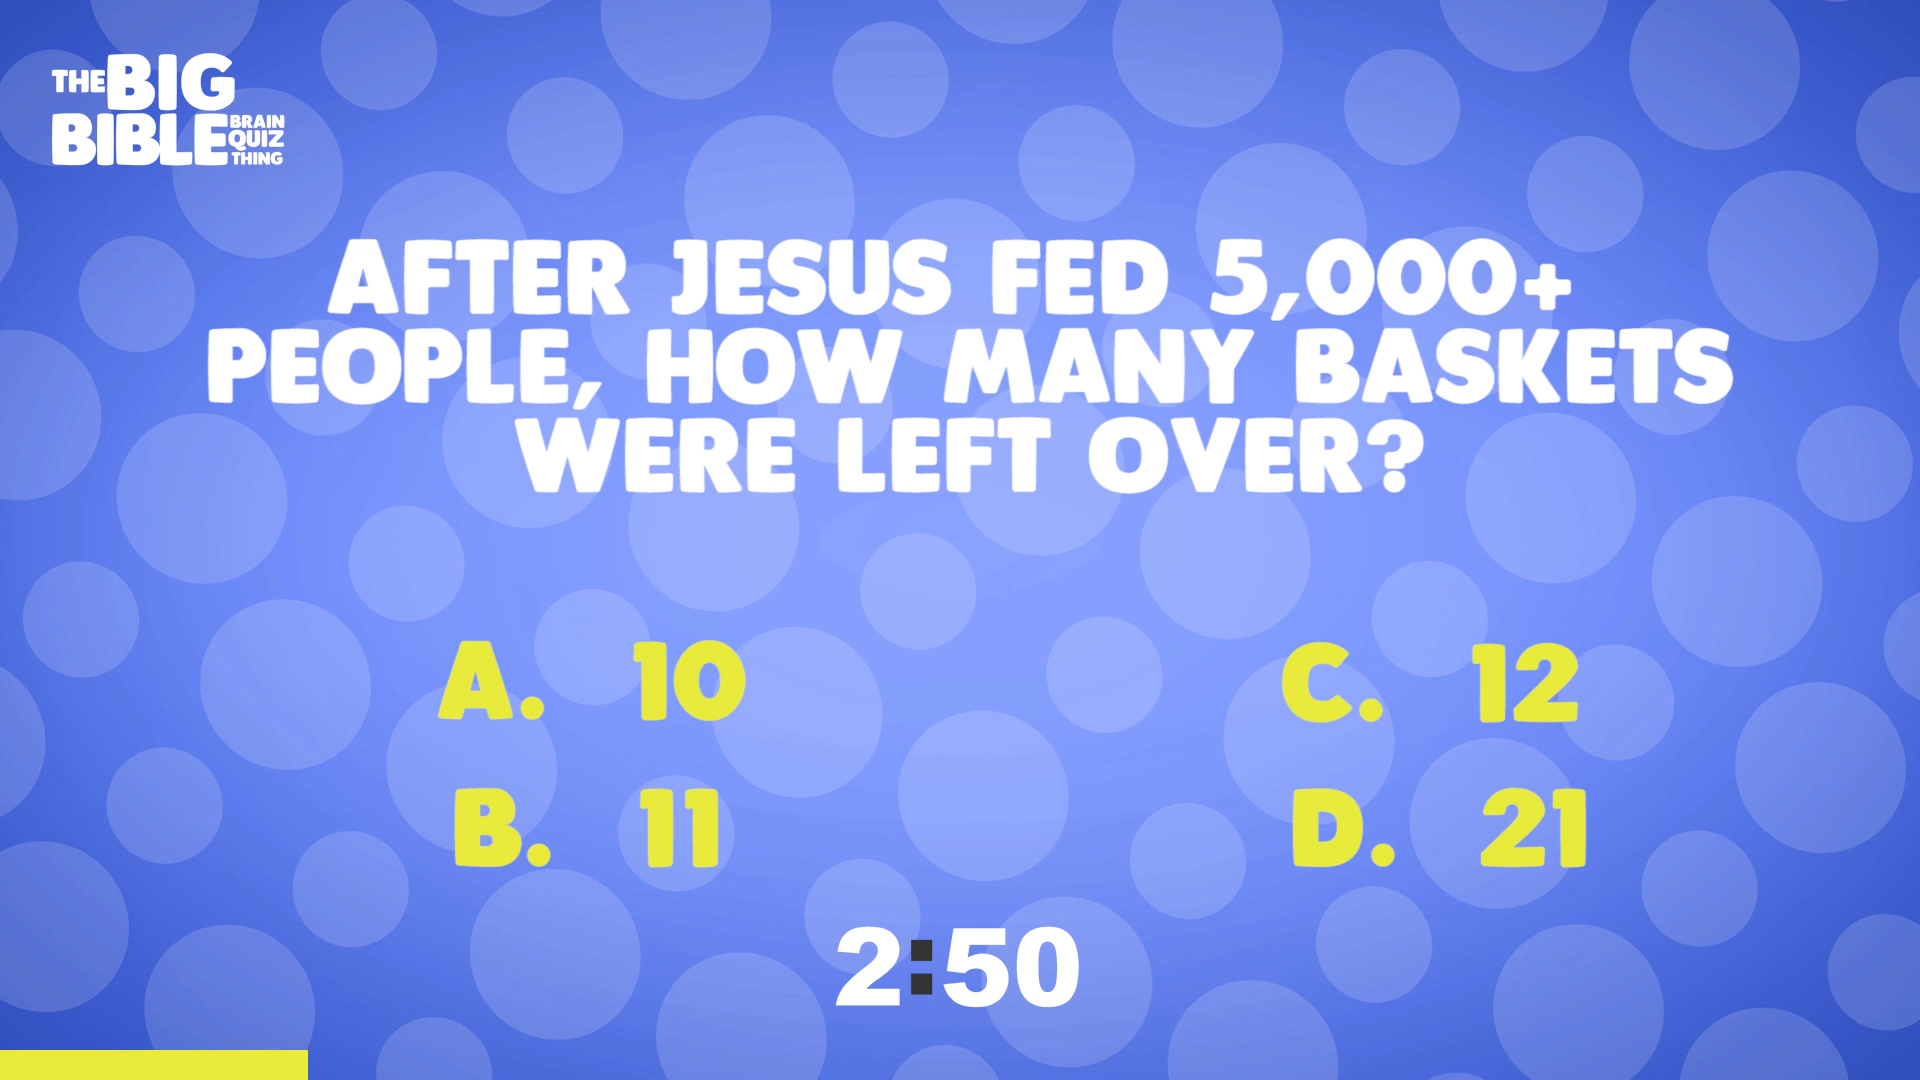 THE BIG
BIBLE BRAIN QUIZ THING
AFTER JESUS FED 5,000+
PEOPLE, HOW MANY BASKETS
WERE LEFT OVER?
A. 10
B. 11
C. 12
D. 21
2:50